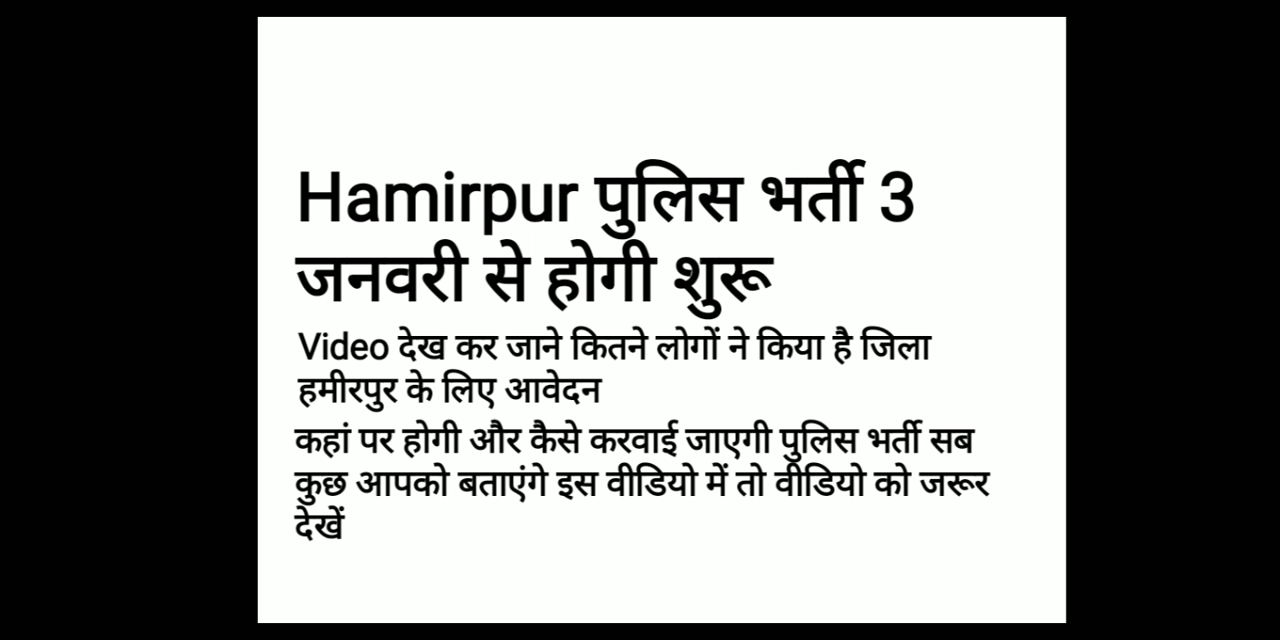 Hamirpur पुलिस भर्ती 3
जनवरी से होगी शुरू
Video देख कर जाने कितने लोगों ने किया है जिला
हमीरपुर के लिए आवेदन
कहां पर होगी और कैसे करवाई जाएगी पुलिस भर्ती सब
कुछ आपको बताएंगे इस वीडियो में तो वीडियो को जरूर
देखें